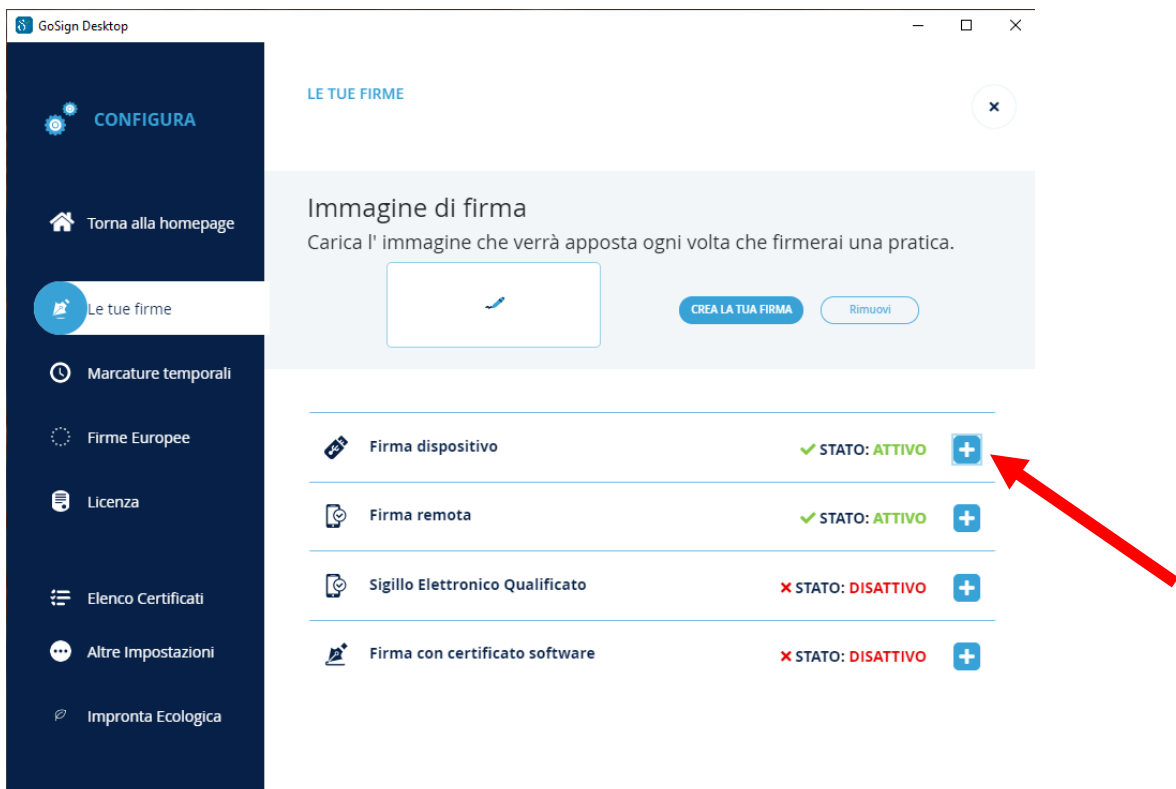 GoSign Desktop
CONFIGURA
Torna alla homepage
Le tue firme
Marcature temporali
Firme Europee
Licenza
Elenco Certificati
Altre Impostazioni
Impronta Ecologica
LE TUE FIRME
Immagine di firma
Carica l' immagine che verrà apposta ogni volta che firmerai una pratica.
CREA LA TUA FIRMA
Rimuovi
Firma dispositivo STATO: ATTIVO
Firma remota STATO: ATTIVO
Sigillo Elettronico Qualificato STATO: DISATTIVO
Firma con certificato software STATO: DISATTIVO